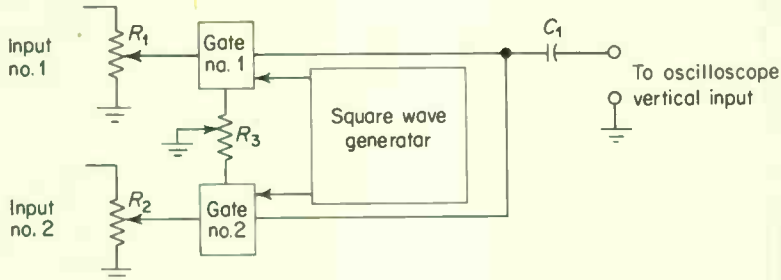 Input
no. 1
R₁
Gate
no. 1
C₁
To oscilloscope
vertical input
Square wave
generator
R₃
Input
no. 2
R₂
Gate
no.2